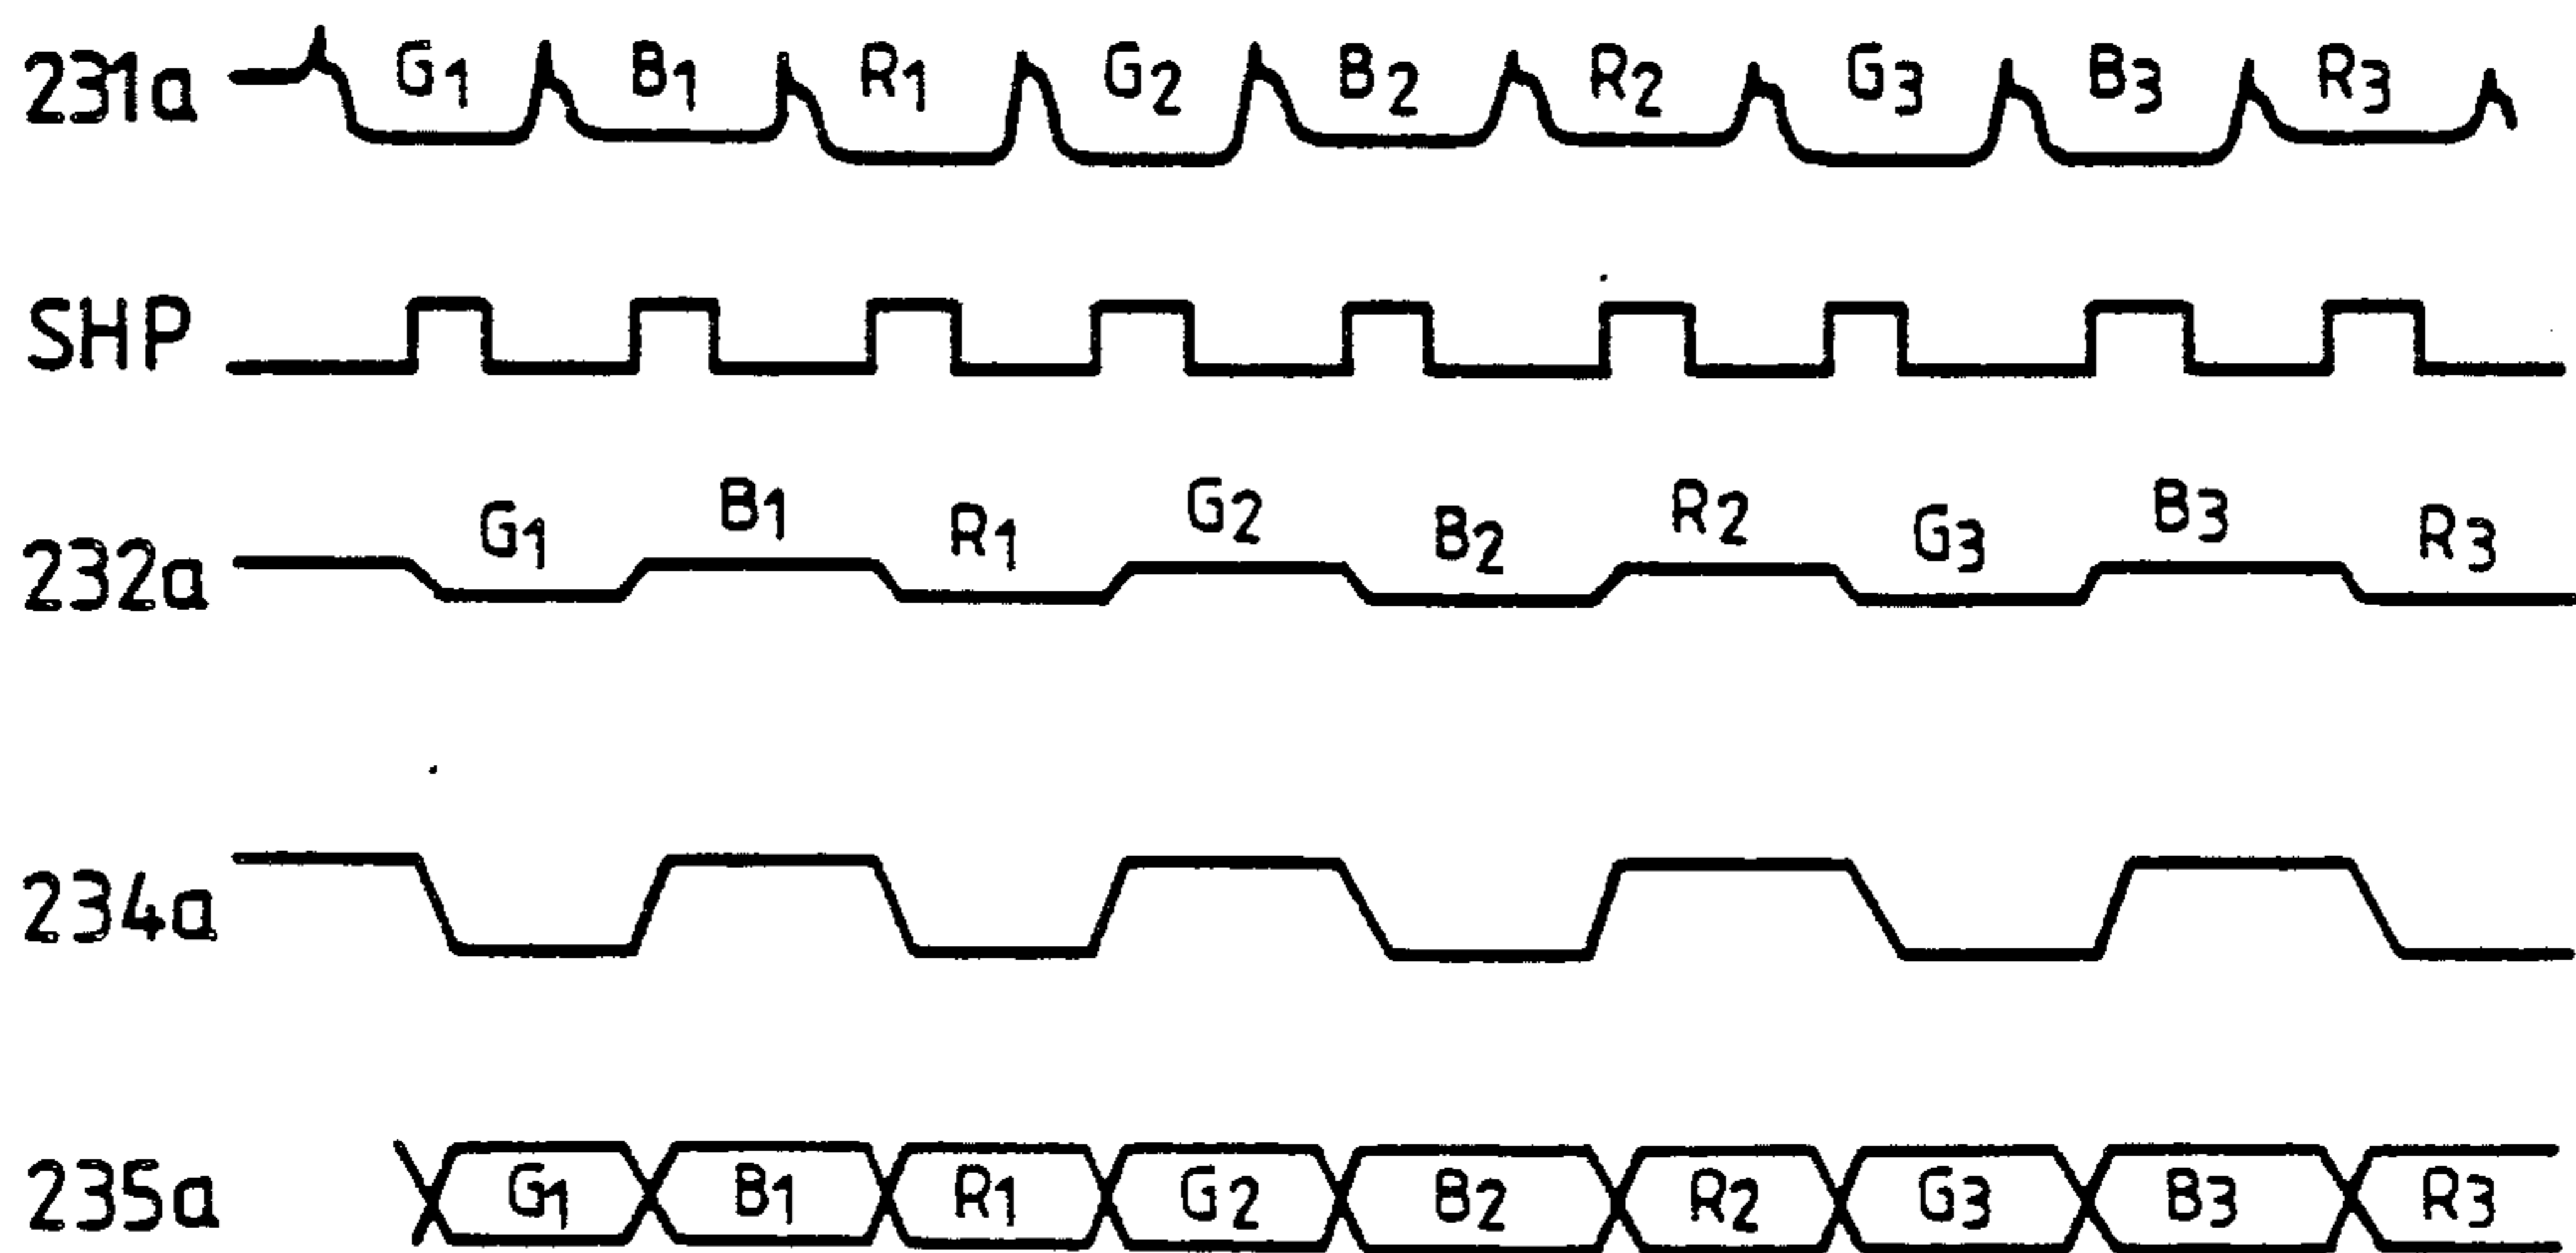 231a G1 B1 R1 G2 B2 R2 G3 B3 R3
SHP
232a G1 B1 R1 G2 B2 R2 G3 B3 R3
234a
235a G1 B1 R1 G2 B2 R2 G3 B3 R3